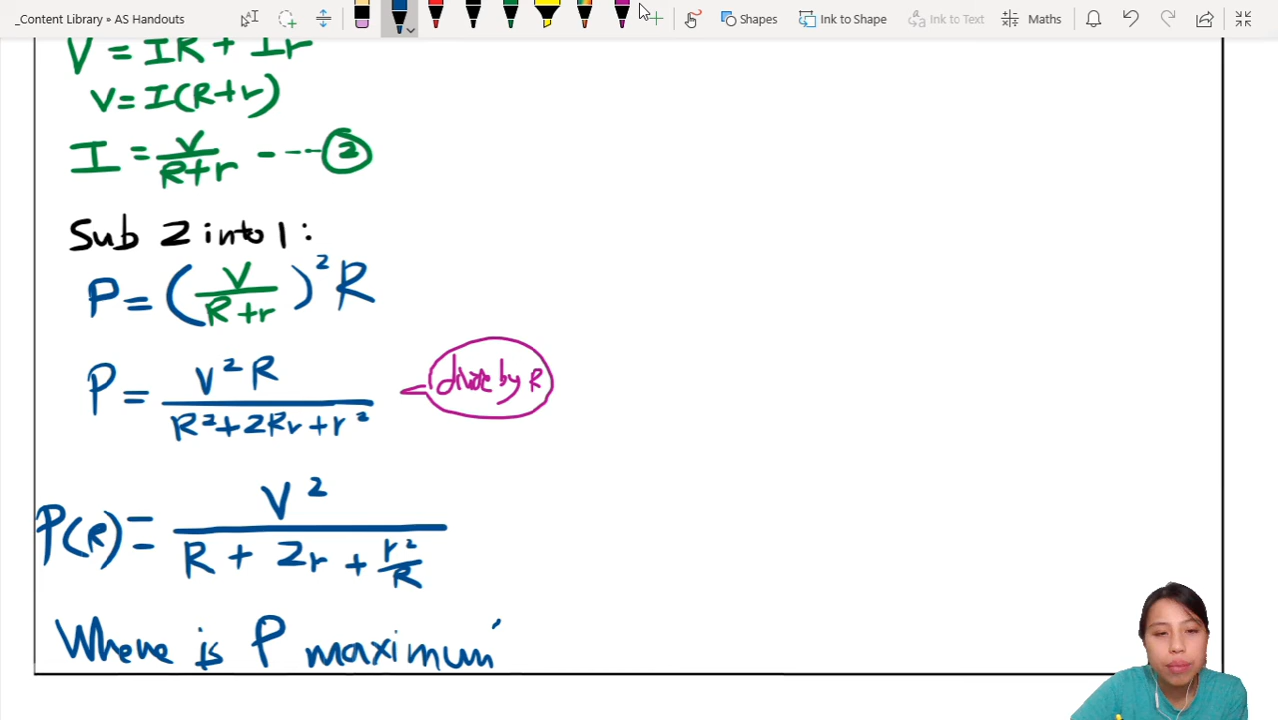 _Content Library » AS Handouts
Shapes
Ink to Shape
Ink to Text
Maths
V = IR + Ir
V = I(R+r)
I = V/R+r - --- ②
Sub 2 into 1 :
P = (V/R+r)² R
P = V²R/R²+2Rr+r²
divide by R
P(R) = V²/R + 2r + r²/R
Where is P maximum